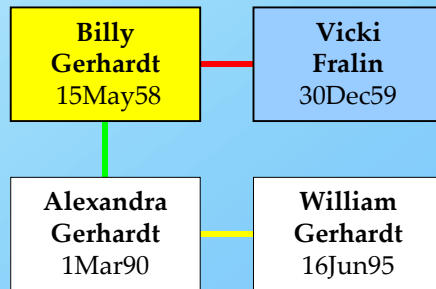 Billy
Gerhardt
15May58
Vicki
Fralin
30Dec59
Alexandra
Gerhardt
1Mar90
William
Gerhardt
16Jun95